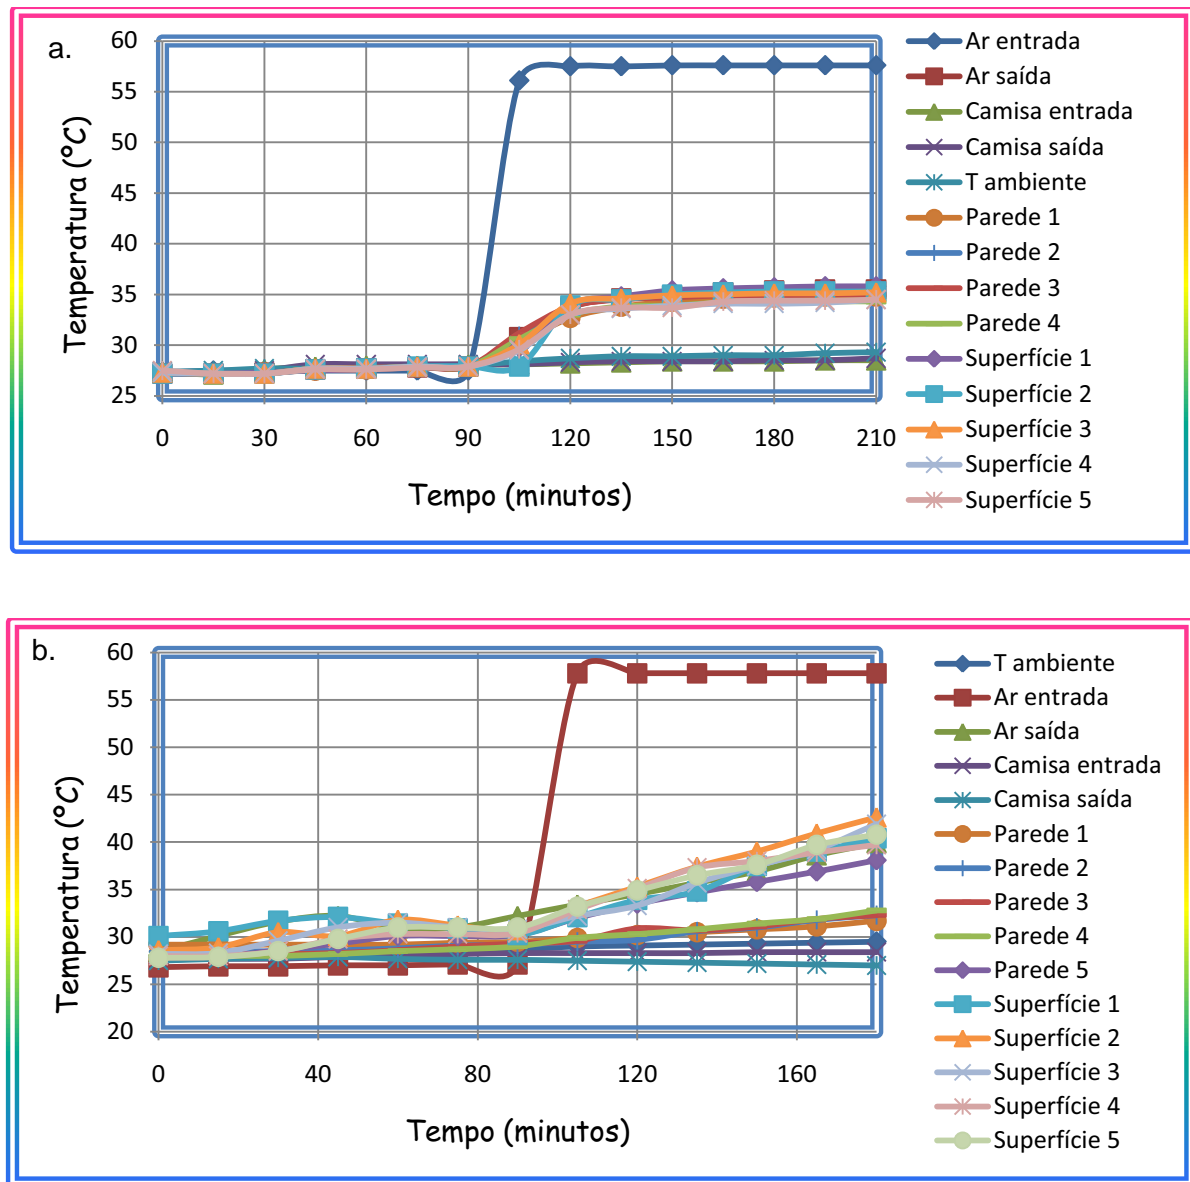 a.
60
55
50
45
40
35
30
25
Temperatura (°C)
0 30 60 90 120 150 180 210
Tempo (minutos)
Ar entrada
Ar saída
Camisa entrada
Camisa saída
T ambiente
Parede 1
Parede 2
Parede 3
Parede 4
Superfície 1
Superfície 2
Superfície 3
Superfície 4
Superfície 5
b.
60
55
50
45
40
35
30
25
20
Temperatura (°C)
0 40 80 120 160
Tempo (minutos)
T ambiente
Ar entrada
Ar saída
Camisa entrada
Camisa saída
Parede 1
Parede 2
Parede 3
Parede 4
Parede 5
Superfície 1
Superfície 2
Superfície 3
Superfície 4
Superfície 5